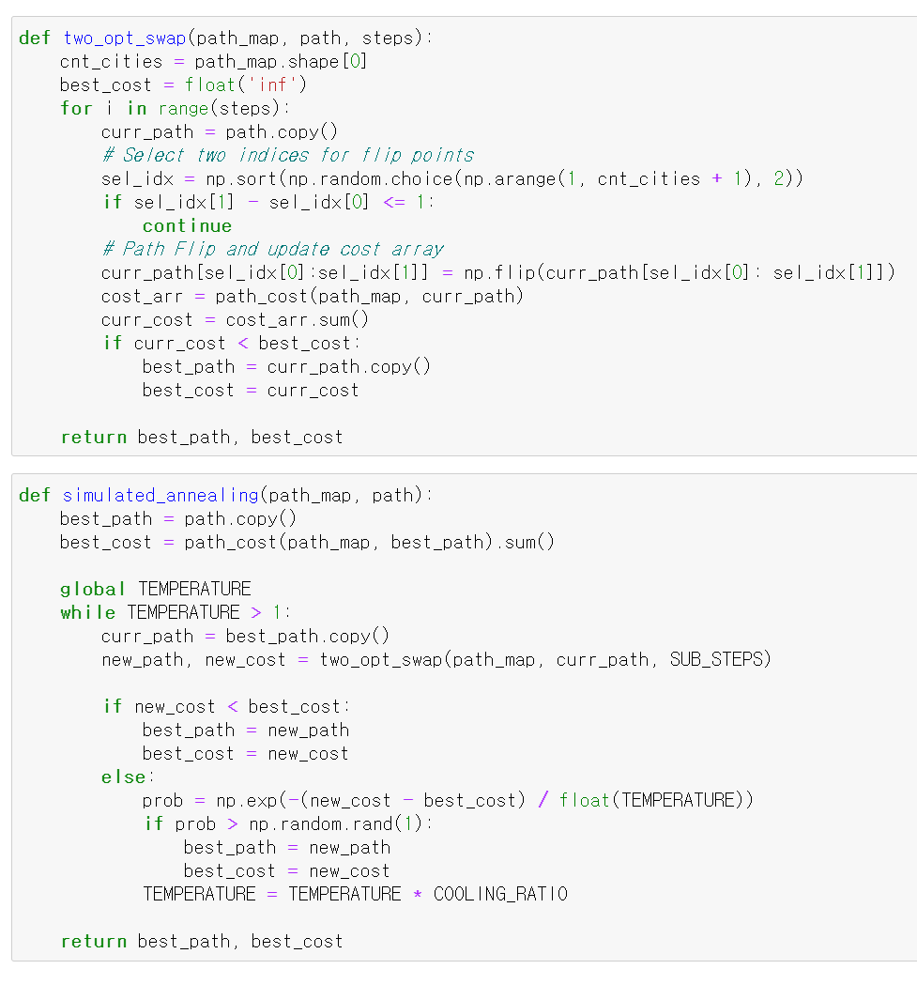 def two_opt_swap(path_map, path, steps):
    cnt_cities = path_map.shape[0]
    best_cost = float('inf')
    for i in range(steps):
        curr_path = path.copy()
        # Select two indices for flip points
        sel_idx = np.sort(np.random.choice(np.arange(1, cnt_cities + 1), 2))
        if sel_idx[1] - sel_idx[0] <= 1:
            continue
        # Path Flip and update cost array
        curr_path[sel_idx[0]:sel_idx[1]] = np.flip(curr_path[sel_idx[0]: sel_idx[1]])
        cost_arr = path_cost(path_map, curr_path)
        curr_cost = cost_arr.sum()
        if curr_cost < best_cost:
            best_path = curr_path.copy()
            best_cost = curr_cost

    return best_path, best_cost

def simulated_annealing(path_map, path):
    best_path = path.copy()
    best_cost = path_cost(path_map, best_path).sum()

    global TEMPERATURE
    while TEMPERATURE > 1:
        curr_path = best_path.copy()
        new_path, new_cost = two_opt_swap(path_map, curr_path, SUB_STEPS)

        if new_cost < best_cost:
            best_path = new_path
            best_cost = new_cost
        else:
            prob = np.exp(-(new_cost - best_cost) / float(TEMPERATURE))
            if prob > np.random.rand(1):
                best_path = new_path
                best_cost = new_cost
            TEMPERATURE = TEMPERATURE * COOLING_RATIO

    return best_path, best_cost